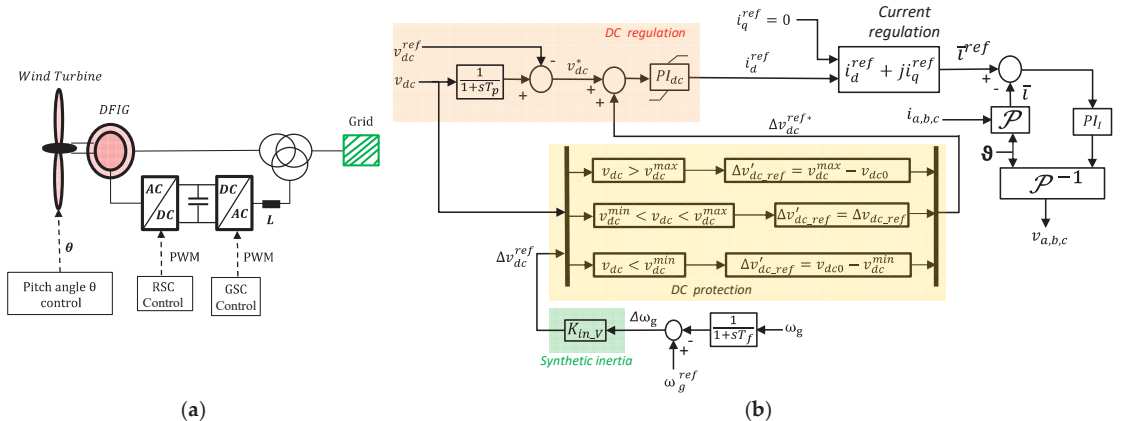 Wind Turbine
DFIG
Grid
AC
DC
DC
AC
L
θ
PWM
PWM
Pitch angle θ
control
RSC
Control
GSC
Control
(a)
DC regulation
v_dc^ref
v_dc
1
1+sT_p
-
+
v_dc^*
+
+
PI_dc
i_d^ref
i_q^ref = 0
Current
regulation
i_d^ref + ji_q^ref
i̅^ref
+
-
i̅
i_a,b,c
𝒫
PI_I
ϑ
𝒫^-1
v_a,b,c
Δv_dc^ref*
v_dc > v_dc^max
Δv'_dc_ref = v_dc^max − v_dc0
v_dc^min < v_dc < v_dc^max
Δv'_dc_ref = Δv_dc_ref
v_dc < v_dc^min
Δv'_dc_ref = v_dc0 − v_dc^min
DC protection
Δv_dc^ref
K_in_V
Δω_g
-
+
1
1+sT_f
ω_g
Synthetic inertia
ω_g^ref
(b)